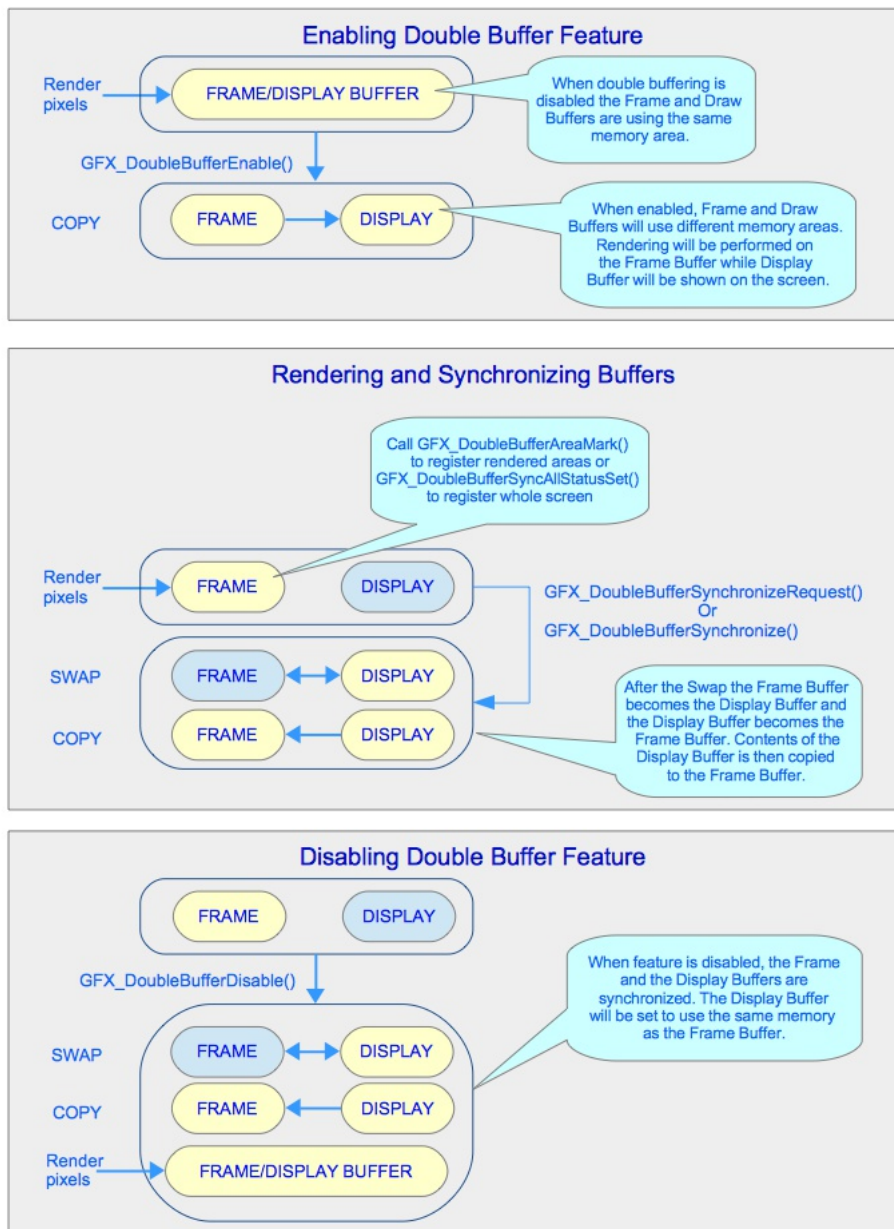 Enabling Double Buffer Feature
Render
pixels
FRAME/DISPLAY BUFFER
When double buffering is
disabled the Frame and Draw
Buffers are using the same
memory area.
GFX_DoubleBufferEnable()
COPY
FRAME
DISPLAY
When enabled, Frame and Draw
Buffers will use different memory areas.
Rendering will be performed on
the Frame Buffer while Display
Buffer will be shown on the screen.
Rendering and Synchronizing Buffers
Call GFX_DoubleBufferAreaMark()
to register rendered areas or
GFX_DoubleBufferSyncAllStatusSet()
to register whole screen
Render
pixels
FRAME
DISPLAY
GFX_DoubleBufferSynchronizeRequest()
Or
GFX_DoubleBufferSynchronize()
SWAP
FRAME
DISPLAY
COPY
FRAME
DISPLAY
After the Swap the Frame Buffer
becomes the Display Buffer and
the Display Buffer becomes the
Frame Buffer. Contents of the
Display Buffer is then copied
to the Frame Buffer.
Disabling Double Buffer Feature
FRAME
DISPLAY
GFX_DoubleBufferDisable()
When feature is disabled, the Frame
and the Display Buffers are
synchronized. The Display Buffer
will be set to use the same memory
as the Frame Buffer.
SWAP
FRAME
DISPLAY
COPY
FRAME
DISPLAY
Render
pixels
FRAME/DISPLAY BUFFER